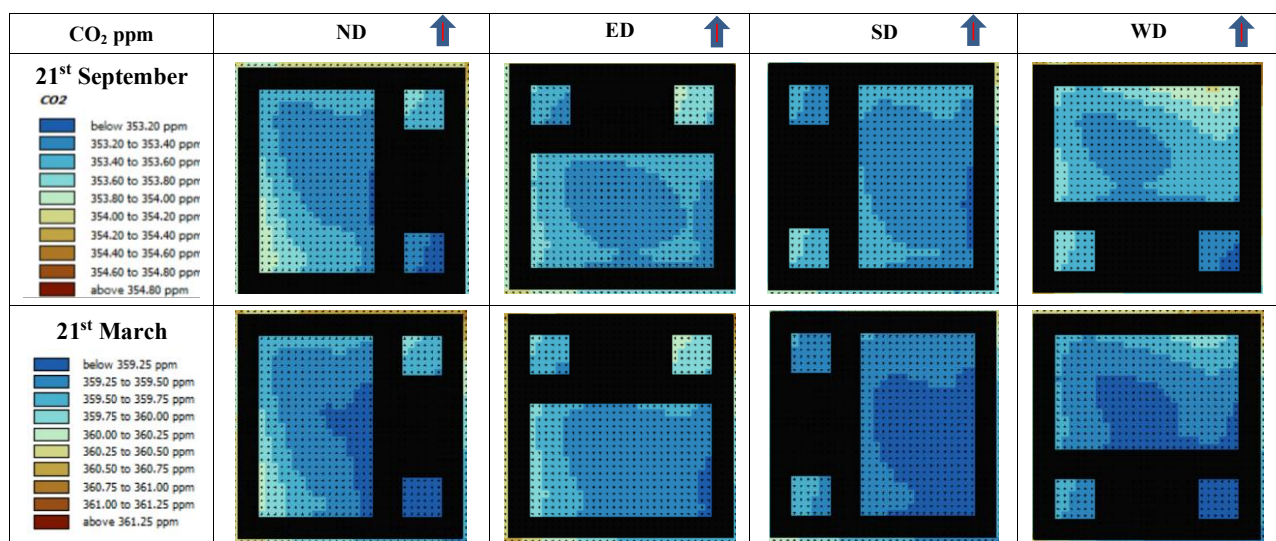 CO₂ ppm ND ED SD WD
21st September
CO2
below 353.20 ppm
353.20 to 353.40 ppm
353.40 to 353.60 ppm
353.60 to 353.80 ppm
353.80 to 354.00 ppm
354.00 to 354.20 ppm
354.20 to 354.40 ppm
354.40 to 354.60 ppm
354.60 to 354.80 ppm
above 354.80 ppm
21st March
below 359.25 ppm
359.25 to 359.50 ppm
359.50 to 359.75 ppm
359.75 to 360.00 ppm
360.00 to 360.25 ppm
360.25 to 360.50 ppm
360.50 to 360.75 ppm
360.75 to 361.00 ppm
361.00 to 361.25 ppm
above 361.25 ppm